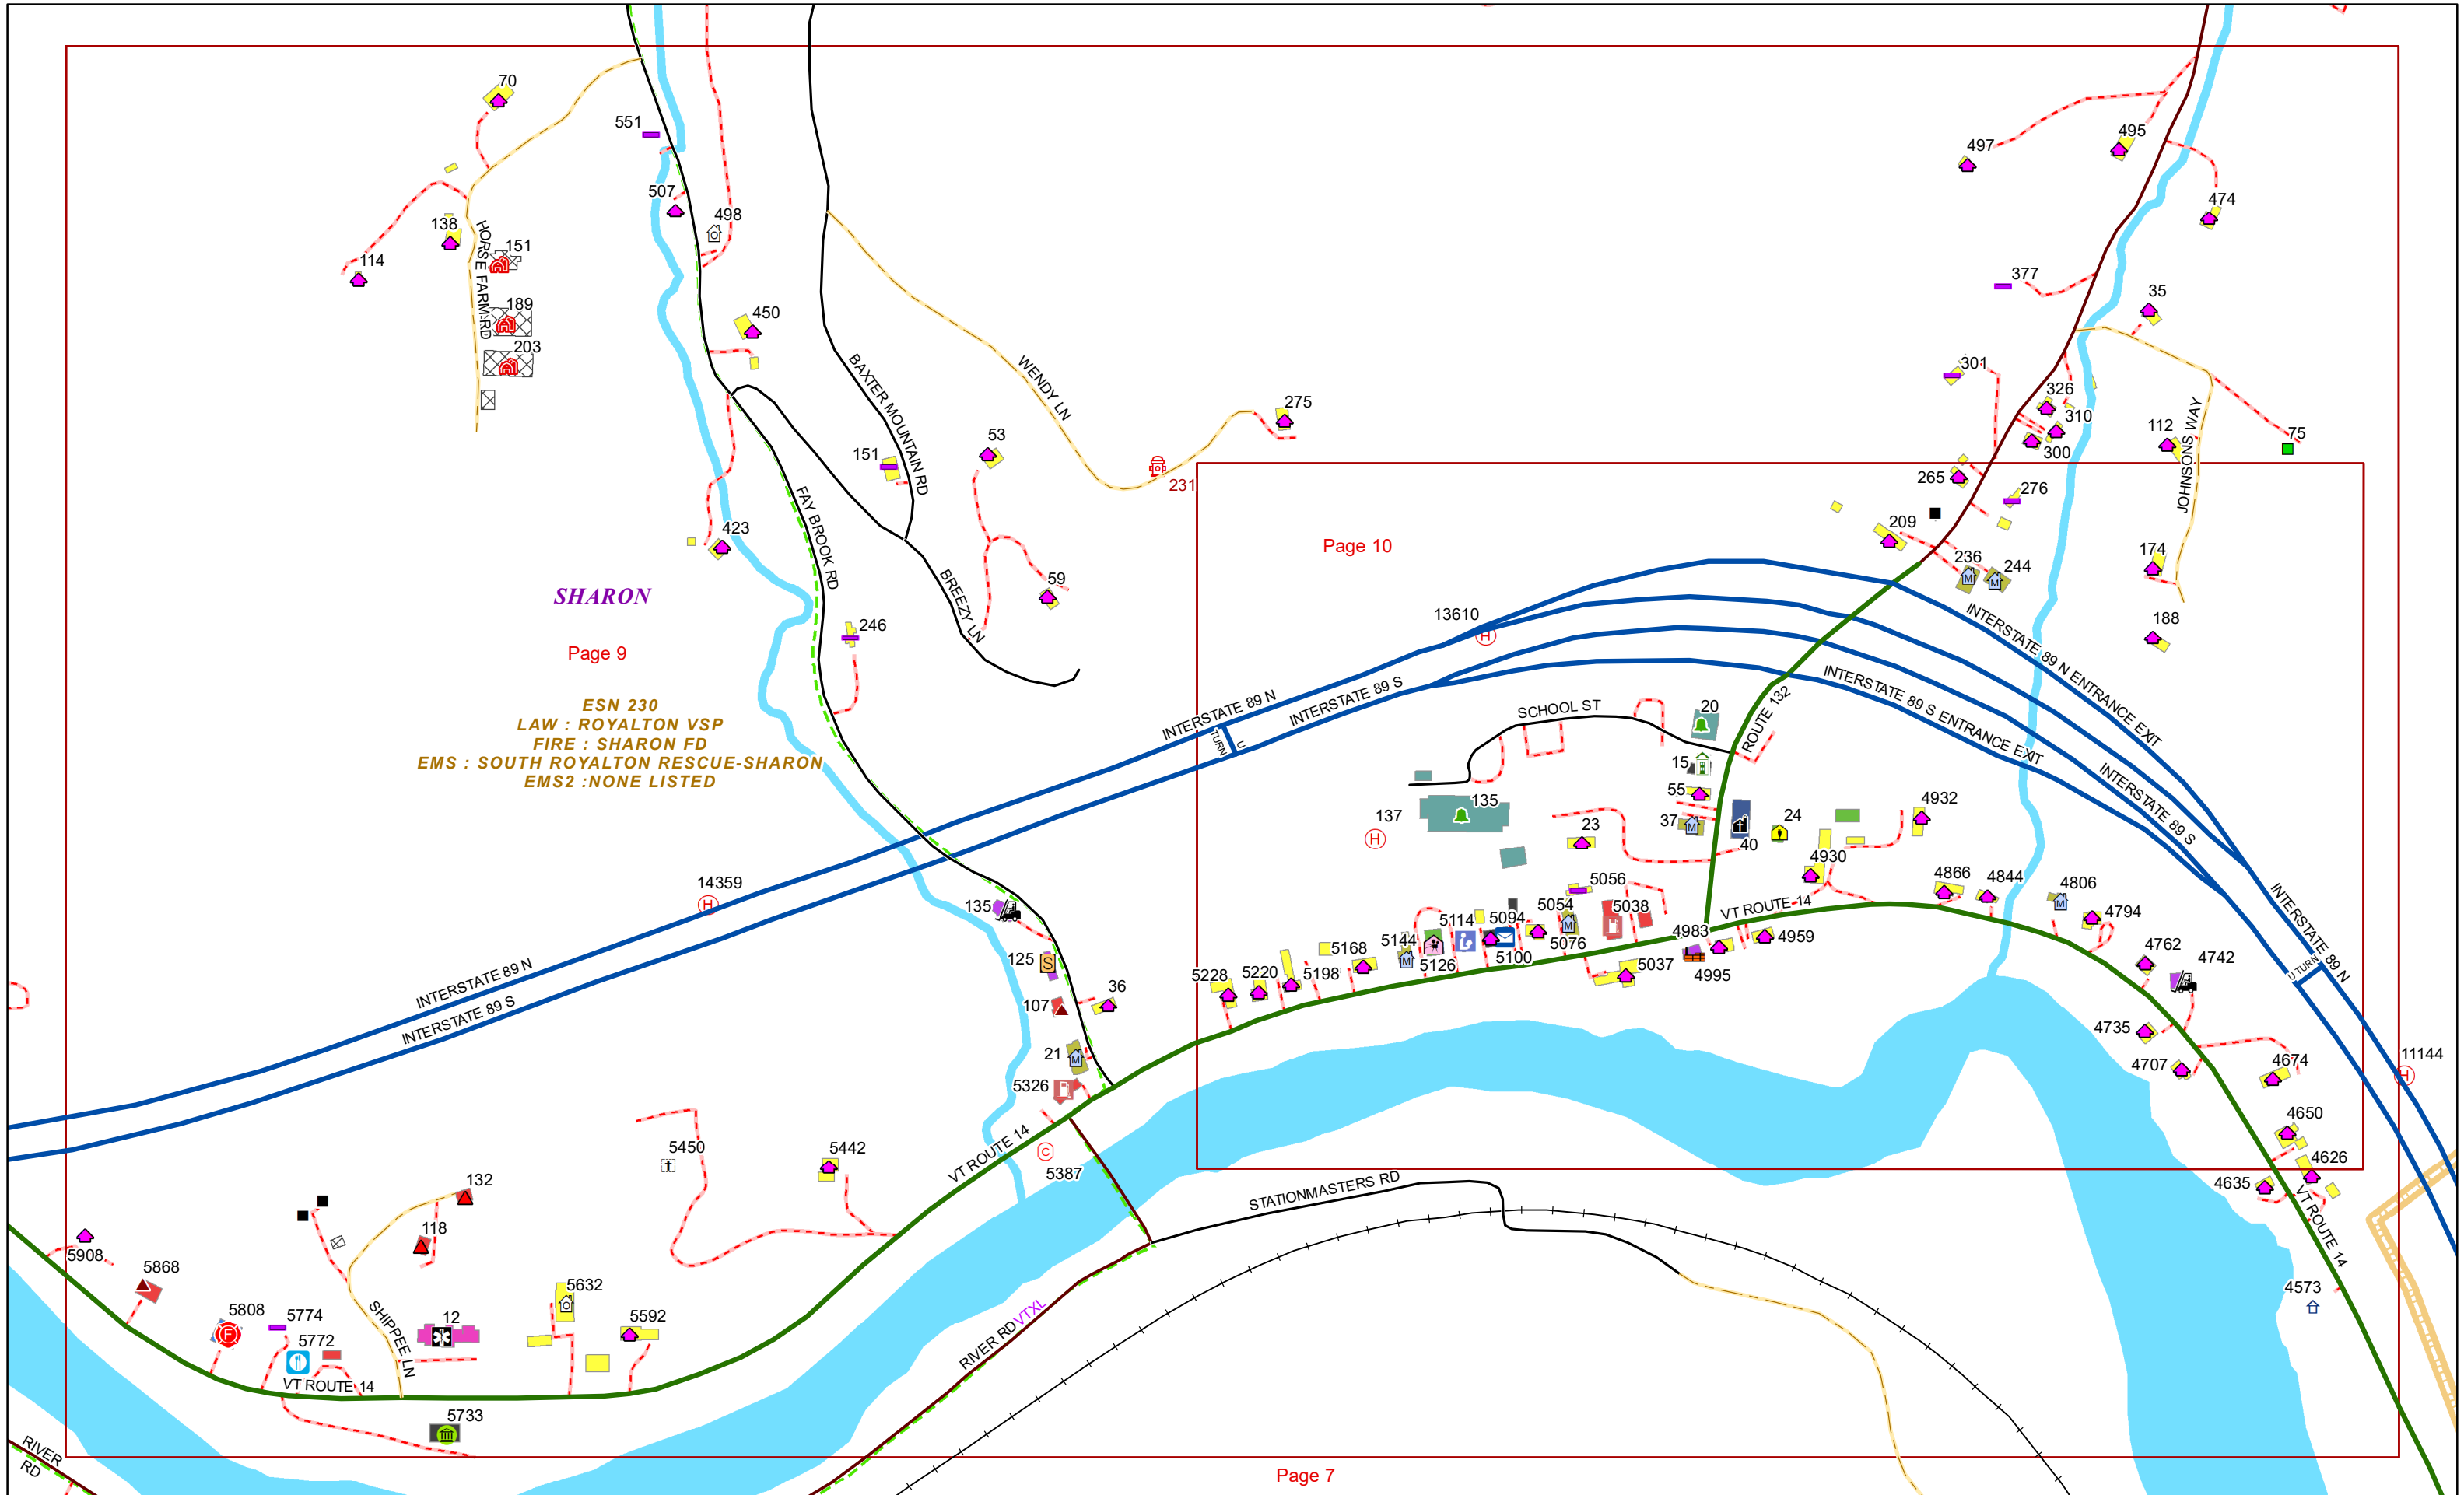 70
551
495
497
507
498
474
138
HORSE FARM RD
151
114
377
35
189
450
203
BAXTER MOUNTAIN RD
WENDY LN
301
326
275
310
JOHNSONS WAY
53
112
75
151
300
231
265
276
FAY BROOK RD
209
423
Page 10
236
244
174
BREEZY LN
59
SHARON
13610
INTERSTATE 89 N ENTRANCE EXIT
188
246
Page 9
INTERSTATE 89 S ENTRANCE EXIT
ESN 230
LAW : ROYALTON VSP
FIRE : SHARON FD
EMS : SOUTH ROYALTON RESCUE-SHARON
EMS2 :NONE LISTED
INTERSTATE 89 N
INTERSTATE 89 S
U TURN
SCHOOL ST
20
ROUTE 132
15
INTERSTATE 89 S
55
135
137
37
24
4932
23
40
4930
14359
4866
4844
4806
INTERSTATE 89 N
5056
VT ROUTE 14
135
5114
5094
5054
5038
4794
4983
4959
5168
5144
5076
125
5126
5100
4762
4742
U TURN
5228
5220
5198
5037
4995
INTERSTATE 89 N
INTERSTATE 89 S
107
36
4735
21
11144
4707
4674
5326
4650
VT ROUTE 14
5450
5442
5387
4626
132
STATIONMASTERS RD
4635
118
VT ROUTE 14
5908
5868
4573
5632
5808
5774
SHIPPEE LN
12
5592
RIVER RD
VTXL
5772
VT ROUTE 14
5733
RIVER RD
Page 7
H
H
H
H
C
S
F
M
M
M
M
M
M
M